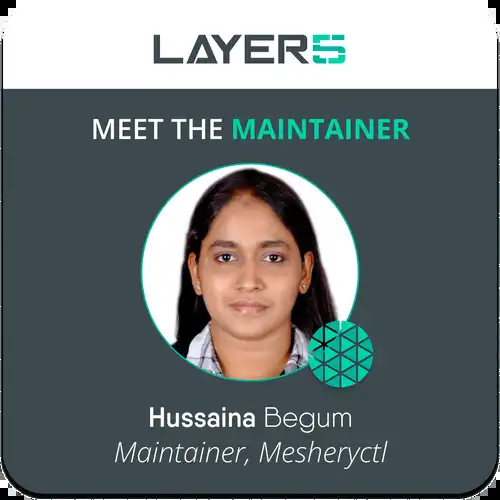 LAYER5
MEET THE MAINTAINER
Hussaina Begum
Maintainer, Mesheryctl